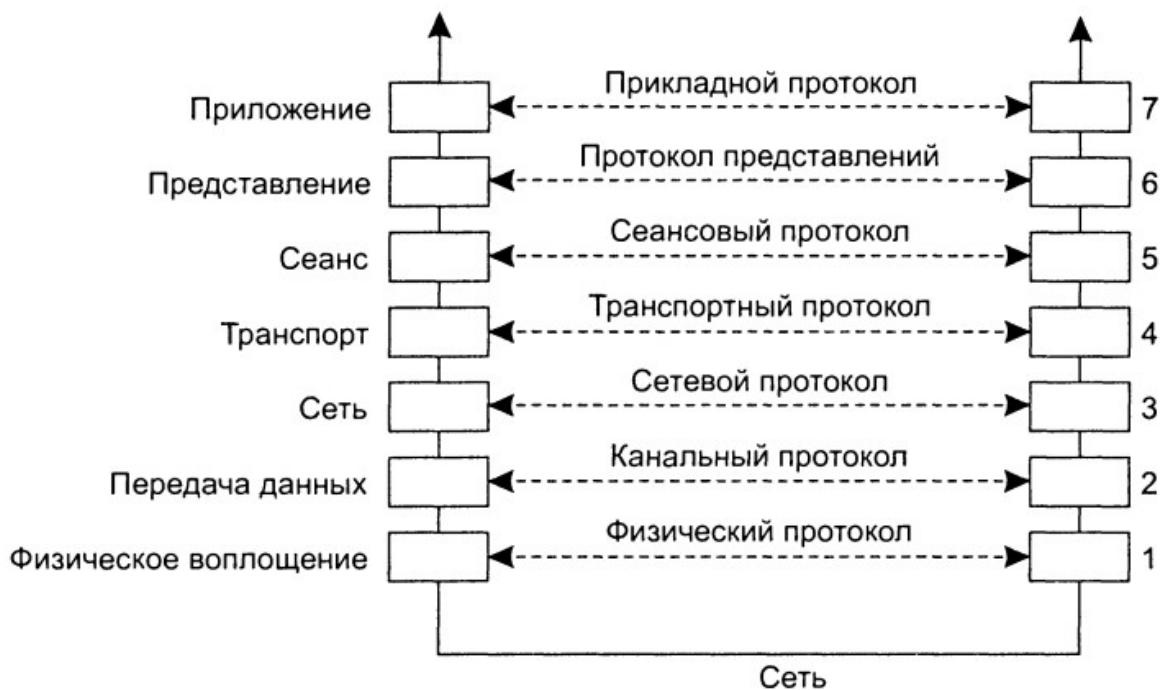 Приложение Прикладной протокол 7
Представление Протокол представлений 6
Сеанс Сеансовый протокол 5
Транспорт Транспортный протокол 4
Сеть Сетевой протокол 3
Передача данных Канальный протокол 2
Физическое воплощение Физический протокол 1
Сеть